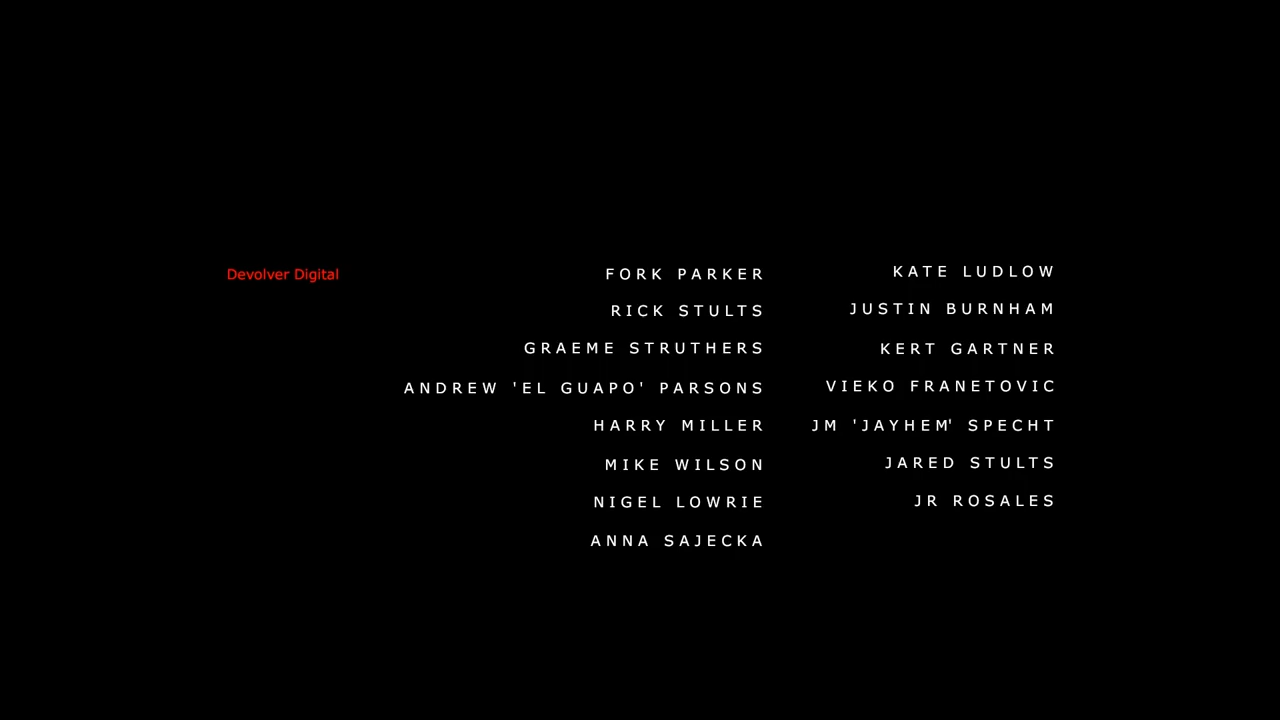 Devolver Digital
FORK PARKER
RICK STULTS
GRAEME STRUTHERS
ANDREW 'EL GUAPO' PARSONS
HARRY MILLER
MIKE WILSON
NIGEL LOWRIE
ANNA SAJECKA
KATE LUDLOW
JUSTIN BURNHAM
KERT GARTNER
VIEKO FRANETOVIC
JM 'JAYHEM' SPECHT
JARED STULTS
JR ROSALES